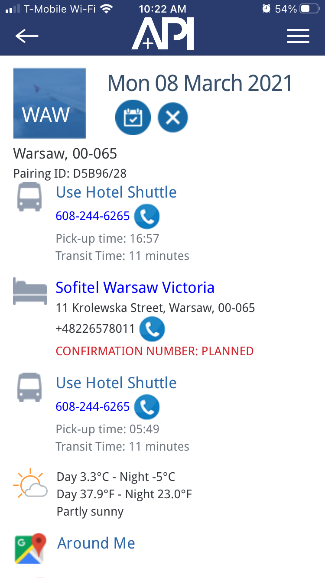 T-Mobile Wi-Fi 10:22 AM 54%
API
WAW
Mon 08 March 2021
Warsaw, 00-065
Pairing ID: D5B96/28
Use Hotel Shuttle
608-244-6265
Pick-up time: 16:57
Transit Time: 11 minutes
Sofitel Warsaw Victoria
11 Krolewska Street, Warsaw, 00-065
+48226578011
CONFIRMATION NUMBER: PLANNED
Use Hotel Shuttle
608-244-6265
Pick-up time: 05:49
Transit Time: 11 minutes
Day 3.3°C - Night -5°C
Day 37.9°F - Night 23.0°F
Partly sunny
G
Around Me